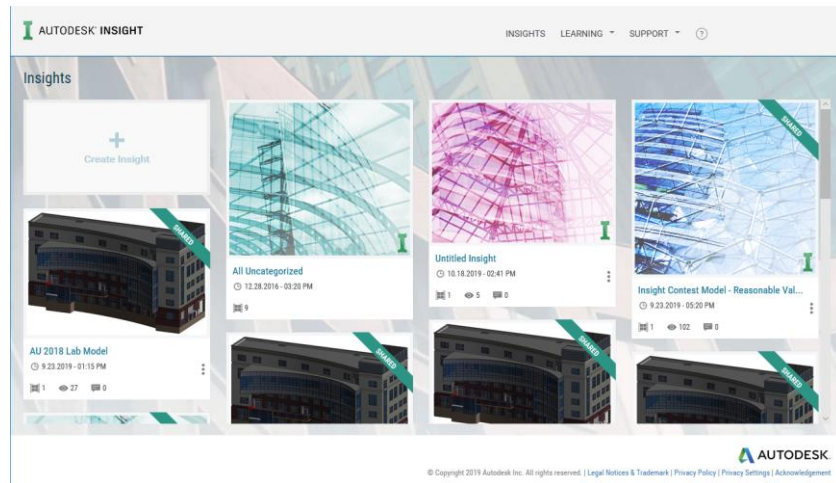 AUTODESK® INSIGHT
INSIGHTS LEARNING SUPPORT ?
Insights
+
Create Insight
SHARED
AU 2018 Lab Model
9.23.2019 - 01:15 PM
1 27 0
All Uncategorized
12.28.2016 - 03:20 PM
9
SHARED
Untitled Insight
10.18.2019 - 02:41 PM
1 5 0
SHARED
SHARED
Insight Contest Model - Reasonable Val...
9.23.2019 - 05:20 PM
1 102 0
SHARED
AUTODESK.
© Copyright 2019 Autodesk Inc. All rights reserved. | Legal Notices & Trademark | Privacy Policy | Privacy Settings | Acknowledgement